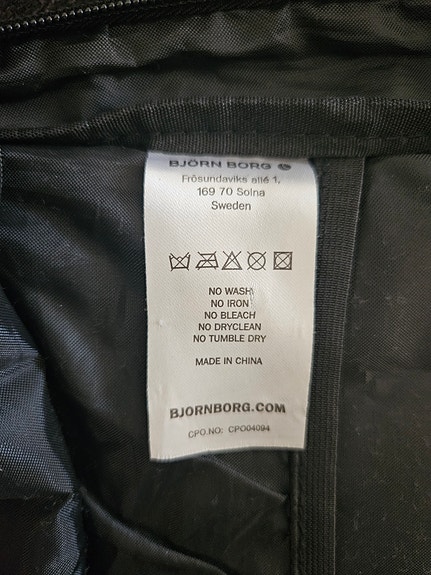 BJÖRN BORG
Frösundaviks allé 1,
169 70 Solna
Sweden
NO WASH
NO IRON
NO BLEACH
NO DRYCLEAN
NO TUMBLE DRY
MADE IN CHINA
BJORNBORG.COM
CPO.NO: CPO04094